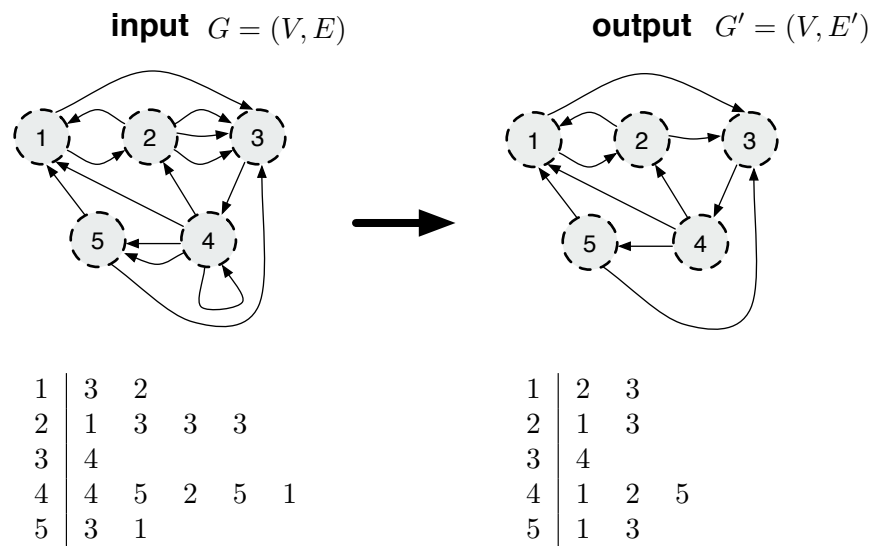 input G = (V, E)
output G′ = (V, E′)
1 2 3
5 4
1 2 3
5 4
1 3 2
2 1 3 3 3
3 4
4 4 5 2 5 1
5 3 1
1 2 3
2 1 3
3 4
4 1 2 5
5 1 3